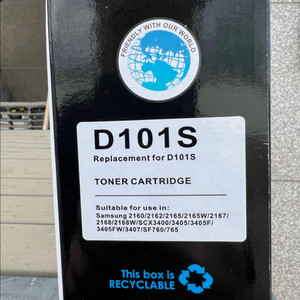 FRIENDLY WITH OUR WORLD
D101S
Replacement for D101S
TONER CARTRIDGE
Suitable for use in:
Samsung 2160/2162/2165/2165W/2167/
2168/2168W/SCX3400/3405/3405F/
3405FW/3407/SF760/765
This box is
RECYCLABLE